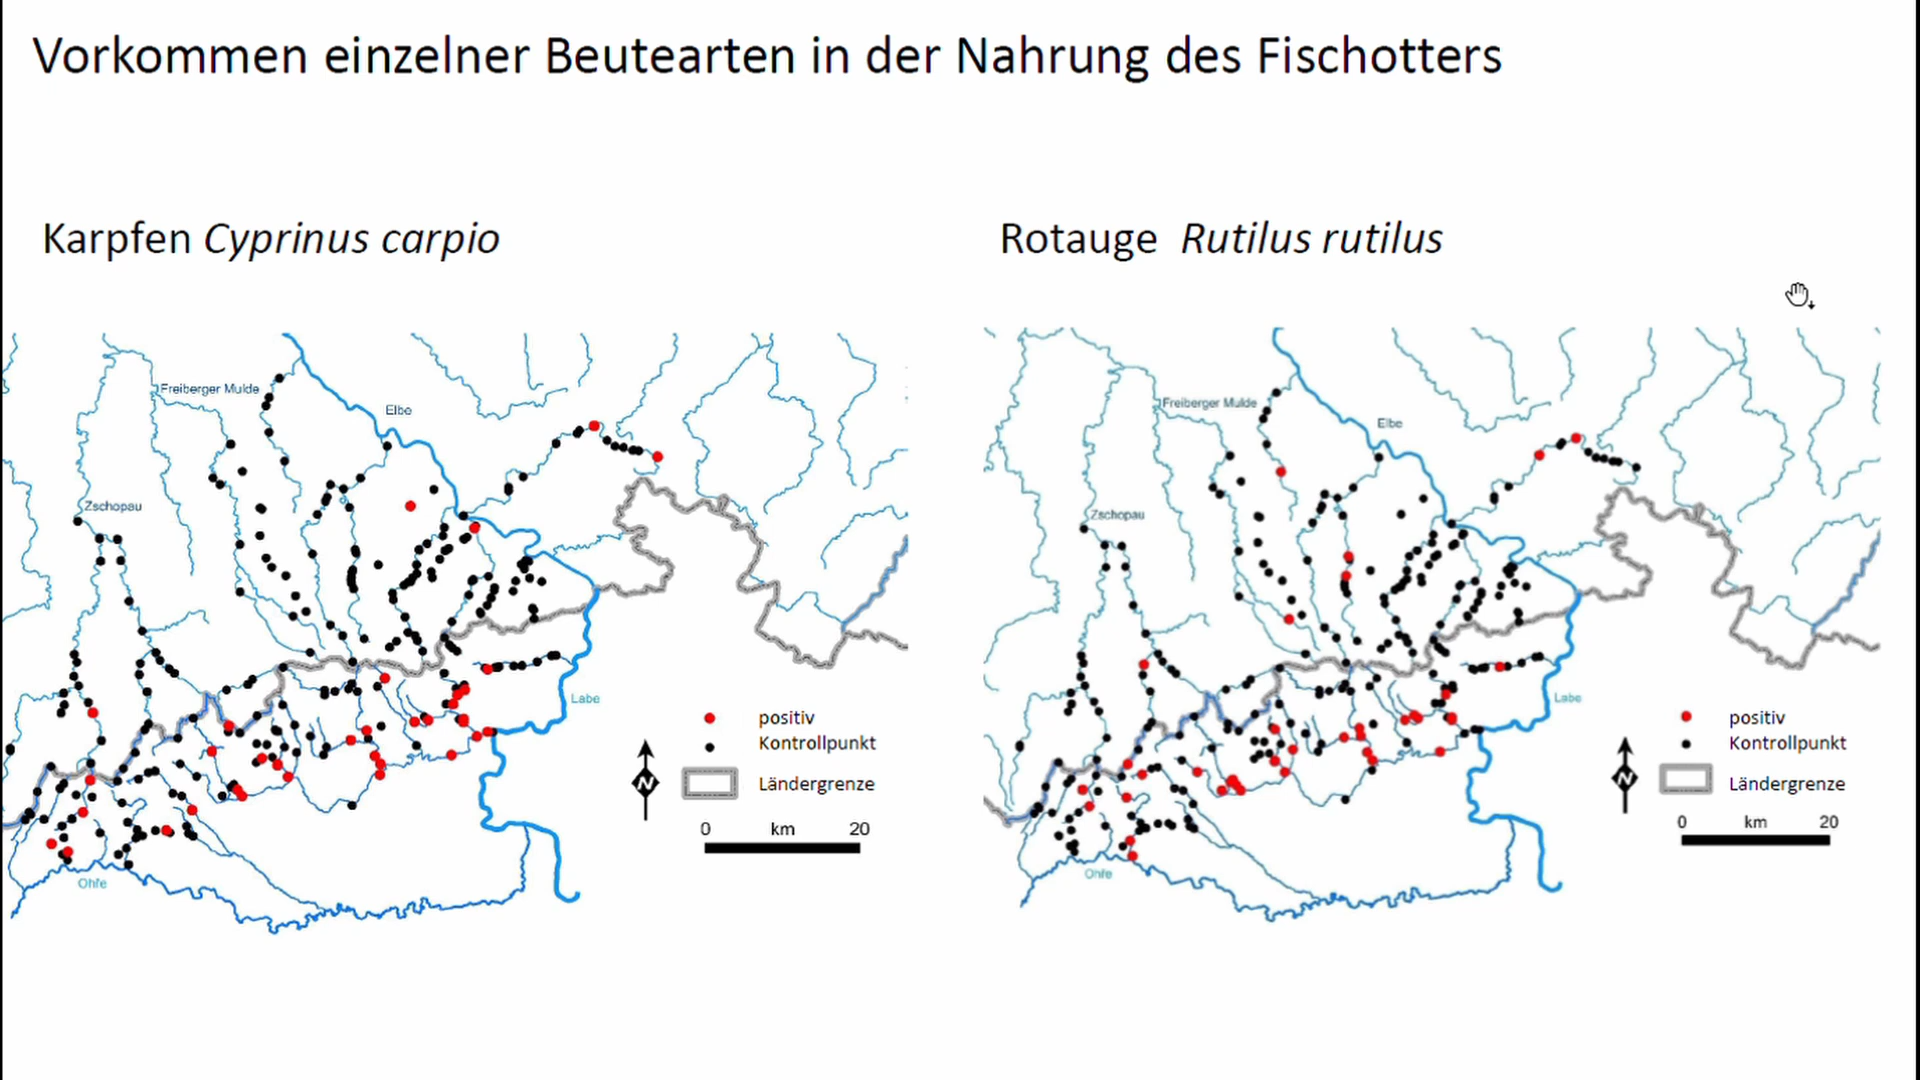 Vorkommen einzelner Beutearten in der Nahrung des Fischotters
Karpfen Cyprinus carpio
Rotauge Rutilus rutilus
Freiberger Mulde
Elbe
Zschopau
Labe
Ohře
positiv
Kontrollpunkt
N
Ländergrenze
0 km 20
Freiberger Mulde
Elbe
Zschopau
Labe
Ohře
positiv
Kontrollpunkt
N
Ländergrenze
0 km 20